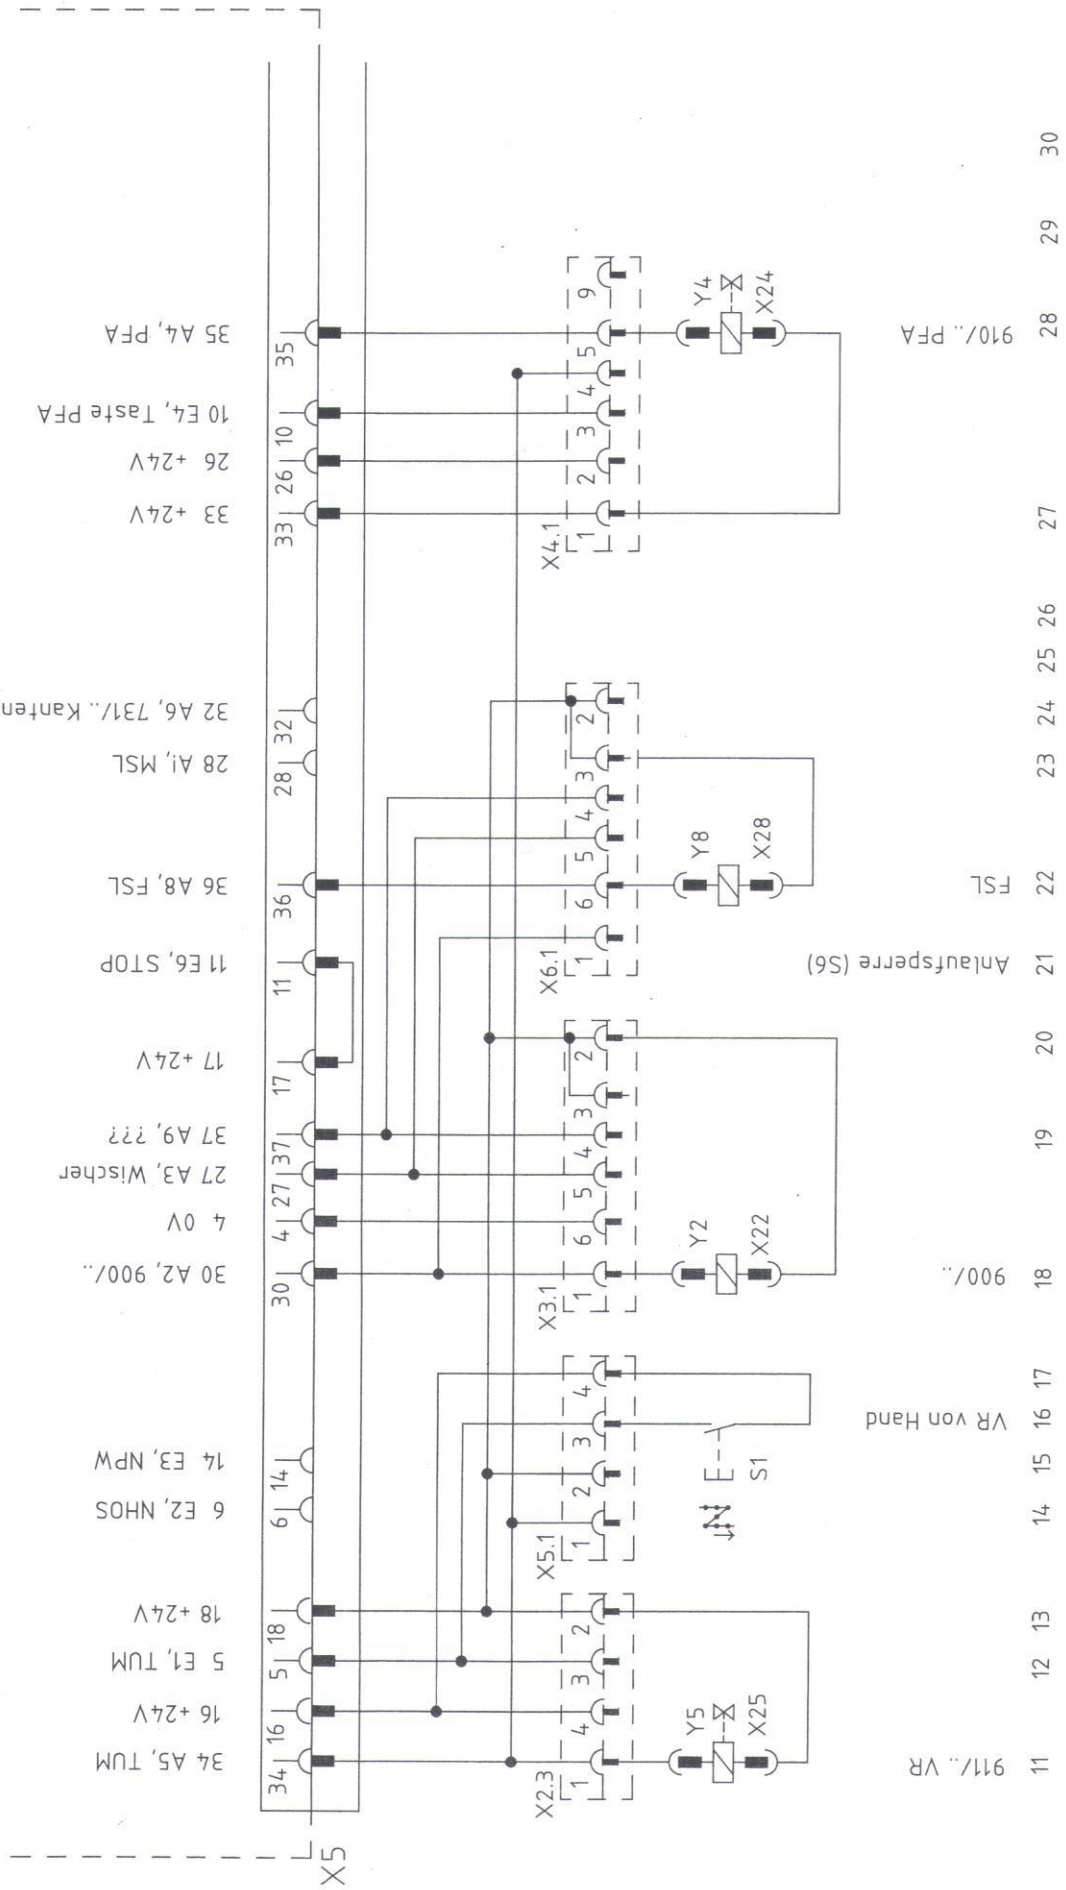 35 A4, PFA
10 E4, Taste PFA
26 +24V
33 +24V
32 A6, 731/.. Kanten
28 A!, MSL
36 A8, FSL
11 E6, STOP
17 +24V
37 A9, ???
27 A3, Wischer
4 0V
30 A2, 900/..
14 E3, NPW
6 E2, NHOS
18 +24V
5 E1, TUM
16 +24V
34 A5, TUM
X5
35
10
26
33
32
28
36
11
17
37
27
4
30
14
6
18
5
16
34
X4.1
1
2
3
4
5
9
X6.1
1
6
5
4
3
2
X3.1
1
6
5
4
3
2
X5.1
1
2
3
4
X2.3
1
4
3
2
Y4
X24
Y8
X28
Y2
X22
S1
Y5
X25
910/.. PFA
FSL
Anlaufsperre (S6)
900/..
VR von Hand
911/.. VR
30
29
28
27
26
25
24
23
22
21
20
19
18
17
16
15
14
13
12
11